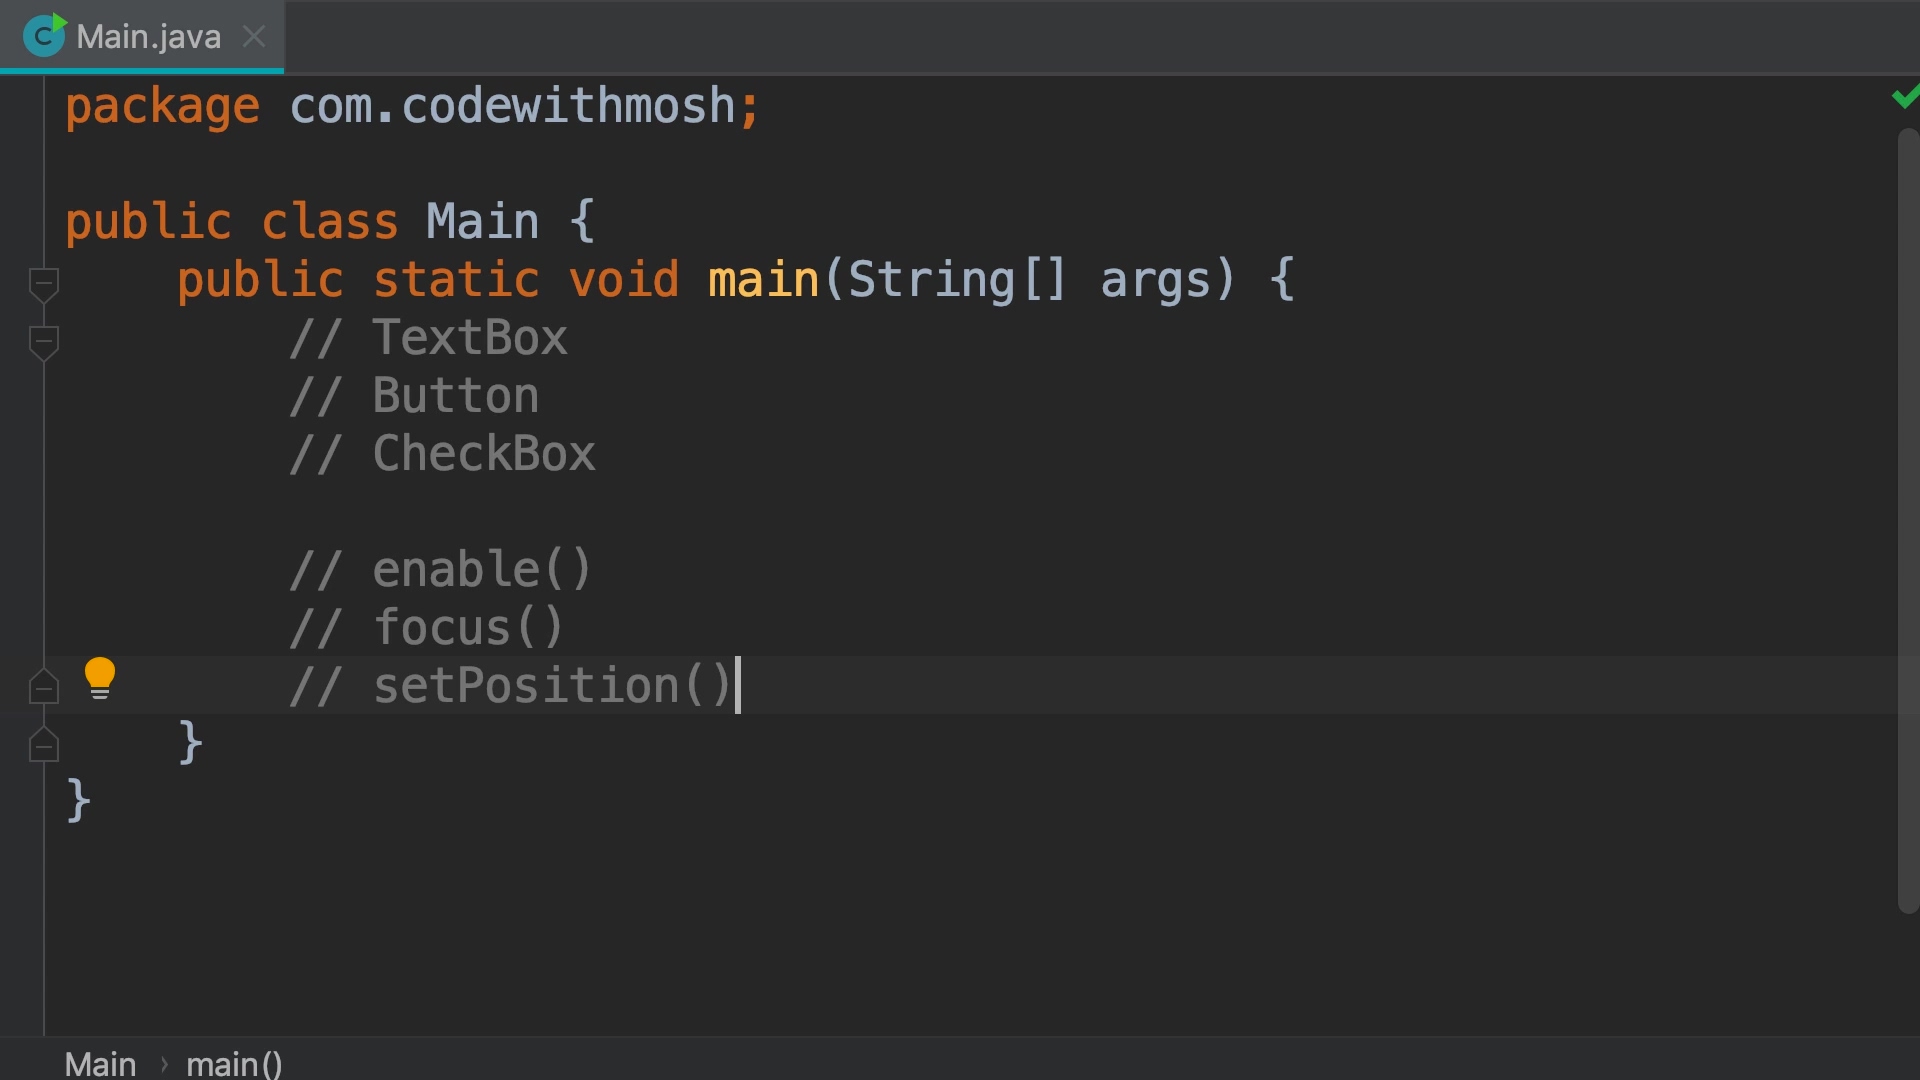 Main.java
package com.codewithmosh;
public class Main {
public static void main(String[] args) {
// TextBox
// Button
// CheckBox
// enable()
// focus()
// setPosition()
}
}
Main › main()